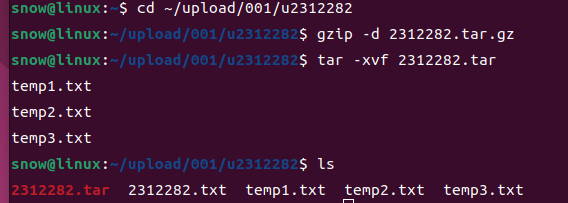 snow@linux:~$ cd ~/upload/001/u2312282
snow@linux:~/upload/001/u2312282$ gzip -d 2312282.tar.gz
snow@linux:~/upload/001/u2312282$ tar -xvf 2312282.tar
temp1.txt
temp2.txt
temp3.txt
snow@linux:~/upload/001/u2312282$ ls
2312282.tar  2312282.txt  temp1.txt  temp2.txt  temp3.txt